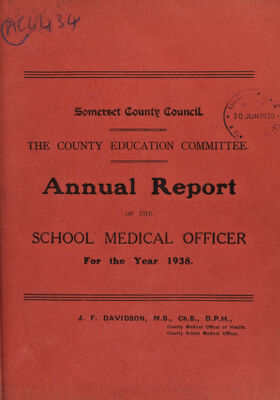 AC4434
Somerset County Council.
30 JUN 1939
THE COUNTY EDUCATION COMMITTEE.
Annual Report
OF THE
SCHOOL MEDICAL OFFICER
For the Year 1938.
J. F. DAVIDSON, M.B., Ch.B., D.P.H.,
County Medical Officer of Health.
County School Medical Officer.